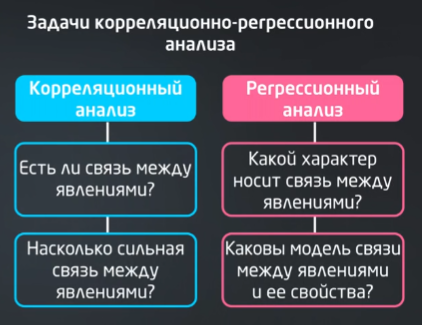 Задачи корреляционно-регрессионного
анализа
Корреляционный
анализ
Регрессионный
анализ
Есть ли связь между
явлениями?
Какой характер
носит связь между
явлениями?
Насколько сильная
связь между
явлениями?
Каковы модель связи
между явлениями
и ее свойства?